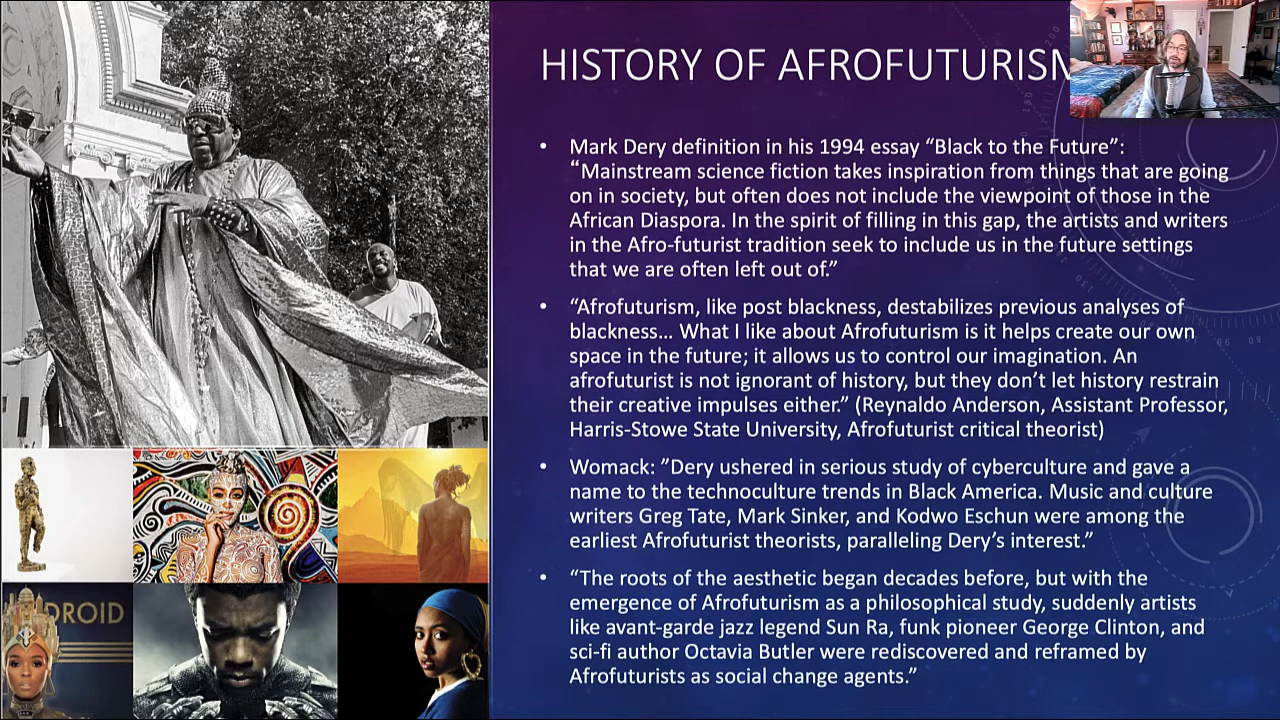 HISTORY OF AFROFUTURISM
• Mark Dery definition in his 1994 essay “Black to the Future”:
“Mainstream science fiction takes inspiration from things that are going
on in society, but often does not include the viewpoint of those in the
African Diaspora. In the spirit of filling in this gap, the artists and writers
in the Afro-futurist tradition seek to include us in the future settings
that we are often left out of.”
• “Afrofuturism, like post blackness, destabilizes previous analyses of
blackness… What I like about Afrofuturism is it helps create our own
space in the future; it allows us to control our imagination. An
afrofuturist is not ignorant of history, but they don’t let history restrain
their creative impulses either.” (Reynaldo Anderson, Assistant Professor,
Harris-Stowe State University, Afrofuturist critical theorist)
• Womack: ”Dery ushered in serious study of cyberculture and gave a
name to the technoculture trends in Black America. Music and culture
writers Greg Tate, Mark Sinker, and Kodwo Eschun were among the
earliest Afrofuturist theorists, paralleling Dery’s interest.”
• “The roots of the aesthetic began decades before, but with the
emergence of Afrofuturism as a philosophical study, suddenly artists
like avant-garde jazz legend Sun Ra, funk pioneer George Clinton, and
sci-fi author Octavia Butler were rediscovered and reframed by
Afrofuturists as social change agents.”
DROID